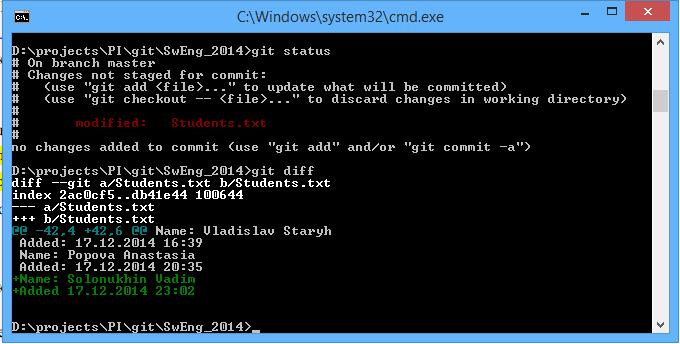 C:\Windows\system32\cmd.exe
D:\projects\PI\git\SwEng_2014>git status
# On branch master
# Changes not staged for commit:
#   (use "git add <file>..." to update what will be committed)
#   (use "git checkout -- <file>..." to discard changes in working directory)
#
#       modified:   Students.txt
#
no changes added to commit (use "git add" and/or "git commit -a")
D:\projects\PI\git\SwEng_2014>git diff
diff --git a/Students.txt b/Students.txt
index 2ac0cf5..db41e44 100644
--- a/Students.txt
+++ b/Students.txt
@@ -42,4 +42,6 @@ Name: Vladislav Staryh
 Added: 17.12.2014 16:39
 Name: Popova Anastasia
 Added: 17.12.2014 20:35
+Name: Solonukhin Vadim
+Added 17.12.2014 23:02
D:\projects\PI\git\SwEng_2014>_